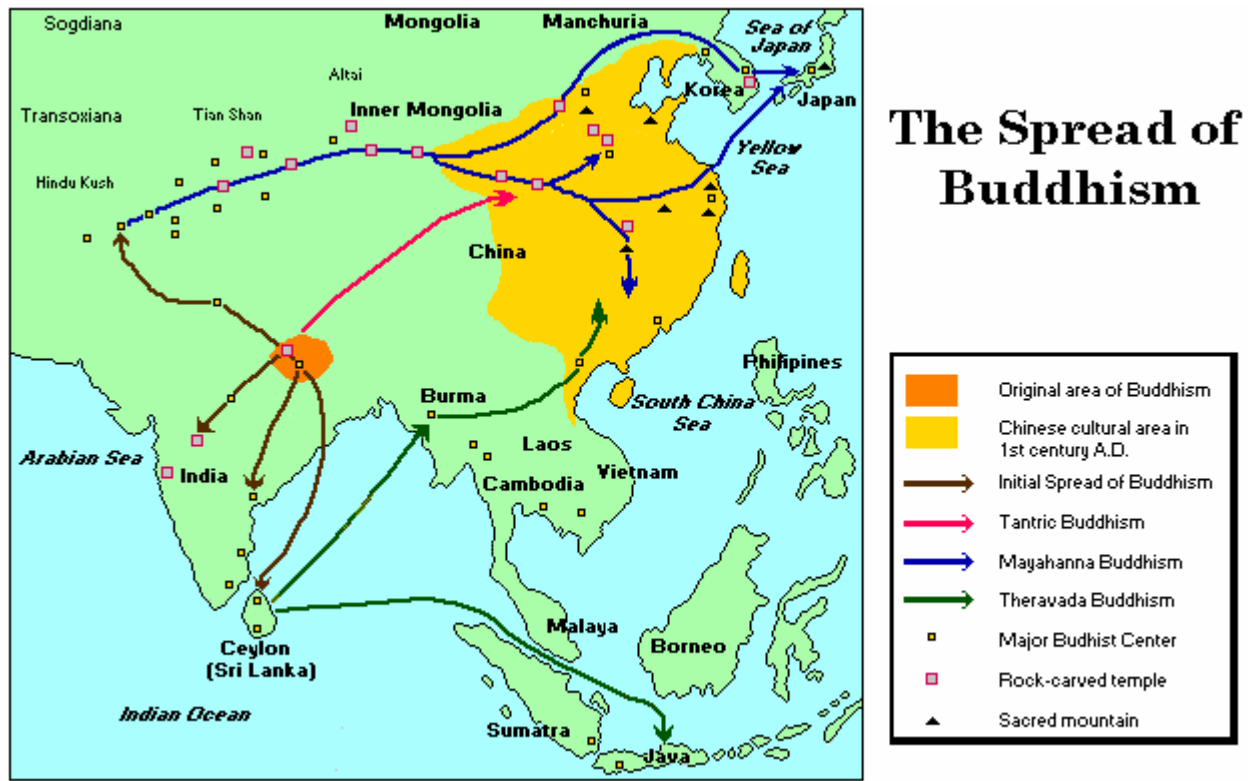 Sogdiana
Mongolia
Manchuria
Sea of
Japan
Altai
Korea
Japan
Transoxiana
Tian Shan
Inner Mongolia
Yellow
Sea
Hindu Kush
China
Philipines
Burma
South China
Sea
Arabian Sea
India
Laos
Vietnam
Cambodia
Ceylon
(Sri Lanka)
Malaya
Borneo
Indian Ocean
Sumatra
Java
The Spread of
Buddhism
Original area of Buddhism
Chinese cultural area in
1st century A.D.
Initial Spread of Buddhism
Tantric Buddhism
Mayahanna Buddhism
Theravada Buddhism
Major Budhist Center
Rock-carved temple
Sacred mountain